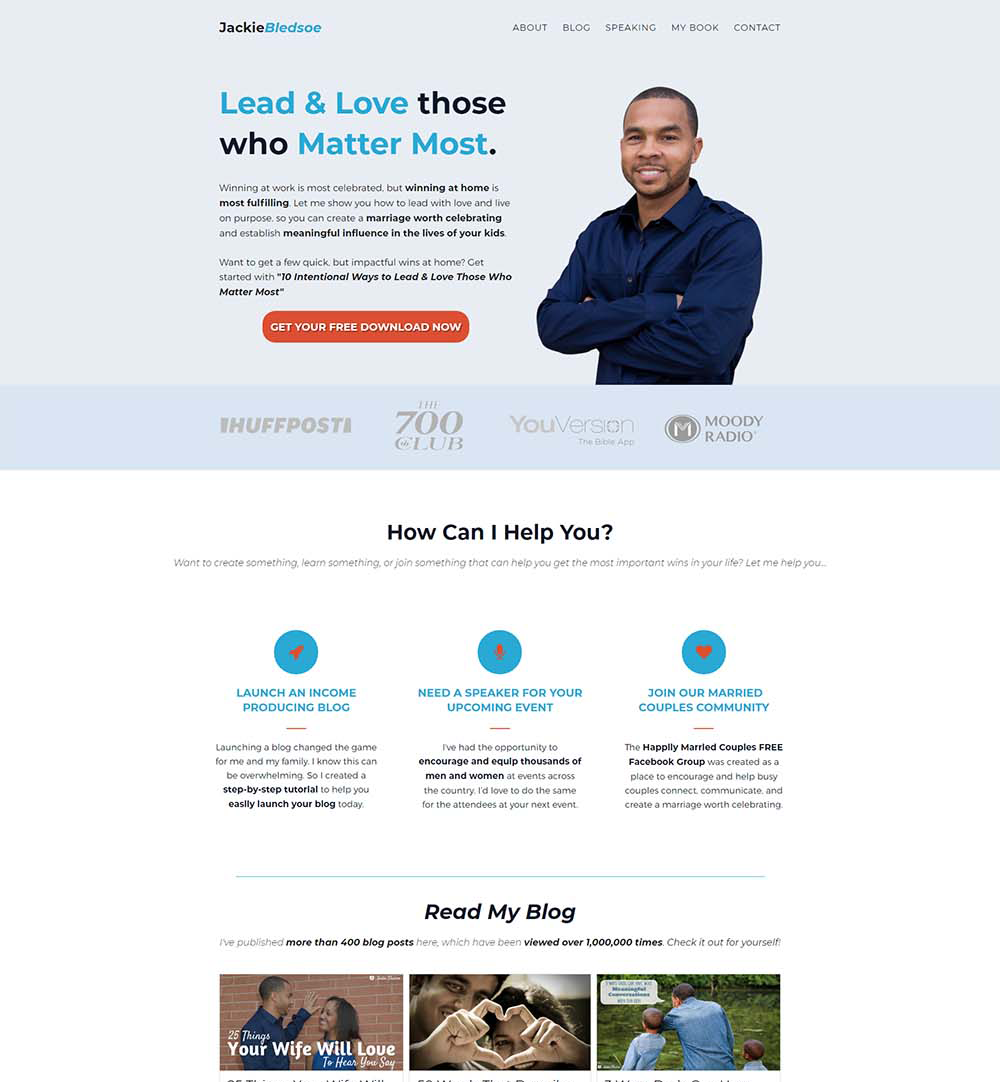 JackieBledsoe
ABOUT BLOG SPEAKING MY BOOK CONTACT
Lead & Love those
who Matter Most.
Winning at work is most celebrated, but winning at home is
most fulfilling. Let me show you how to lead with love and live
on purpose, so you can create a marriage worth celebrating
and establish meaningful influence in the lives of your kids.
Want to get a few quick, but impactful wins at home? Get
started with "10 Intentional Ways to Lead & Love Those Who
Matter Most"
GET YOUR FREE DOWNLOAD NOW
HUFFPOST
THE
700
CLUB
YouVersion
The Bible App
M MOODY
RADIO
How Can I Help You?
Want to create something, learn something, or join something that can help you get the most important wins in your life? Let me help you...
LAUNCH AN INCOME
PRODUCING BLOG
Launching a blog changed the game
for me and my family. I know this can
be overwhelming. So I created a
step-by-step tutorial to help you
easily launch your blog today.
NEED A SPEAKER FOR YOUR
UPCOMING EVENT
I've had the opportunity to
encourage and equip thousands of
men and women at events across
the country. I'd love to do the same
for the attendees at your next event.
JOIN OUR MARRIED
COUPLES COMMUNITY
The Happily Married Couples FREE
Facebook Group was created as a
place to encourage and help busy
couples connect, communicate, and
create a marriage worth celebrating.
Read My Blog
I've published more than 400 blog posts here, which have been viewed over 1,000,000 times. Check it out for yourself!
25 Things
Your Wife Will Love
To Hear You Say
Meaningful
Conversations